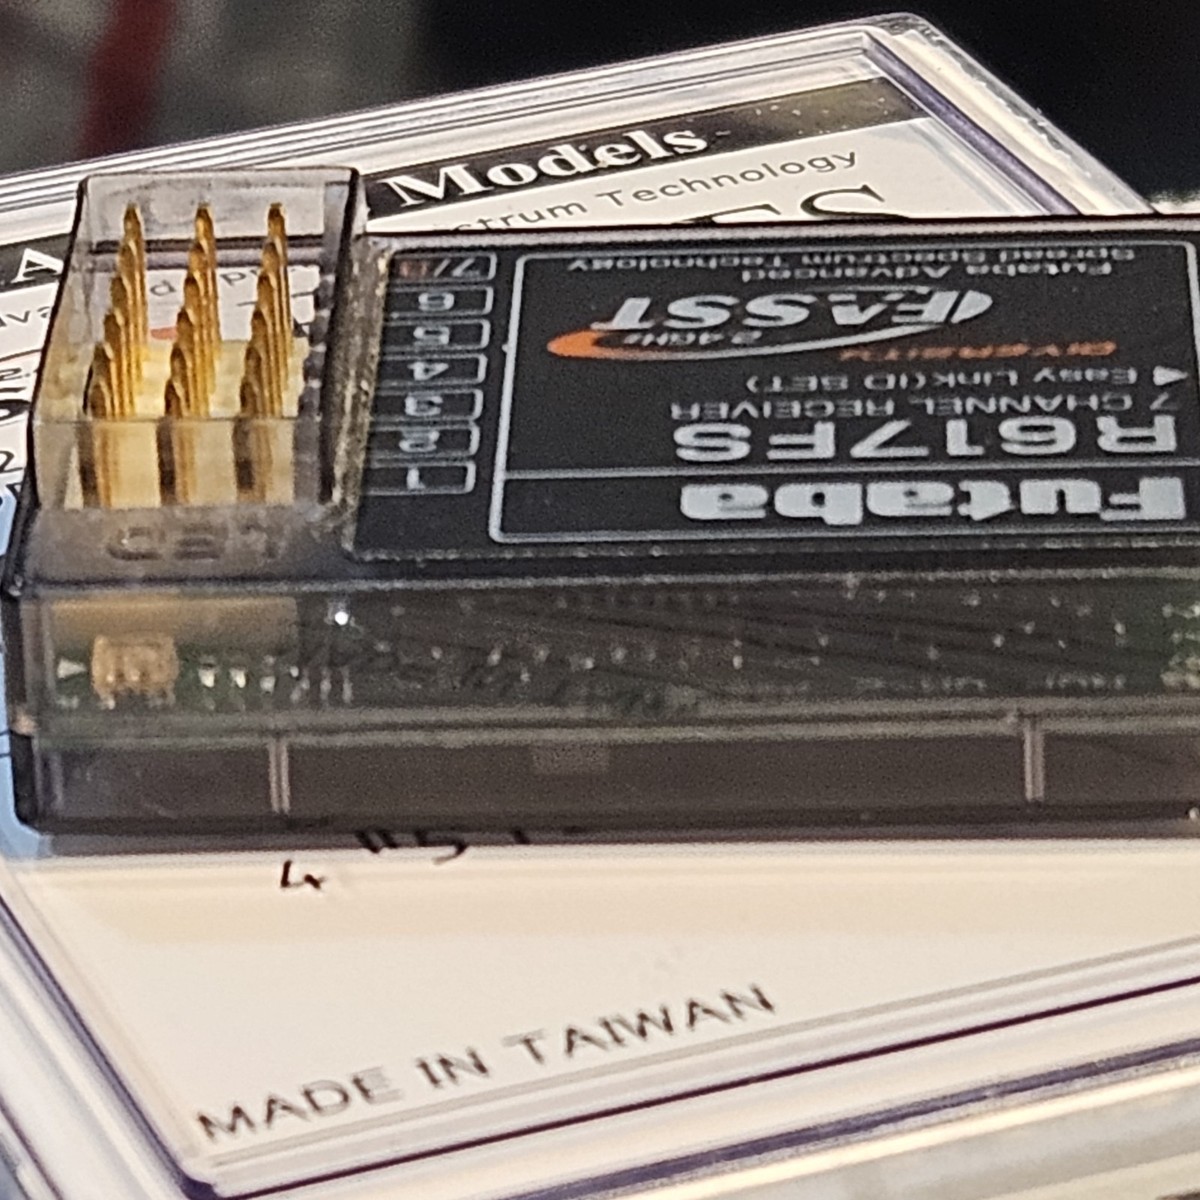 A
Models
ctrum Technology
7/B
6
5
4
3
2
1
Futaba
R617FS
7 CHANNEL RECEIVER
Easy Link(ID SET)
DIVERSITY
2.4GHz
FASST
Futaba Advanced
Spread Spectrum Technology
LED
MADE IN TAIWAN